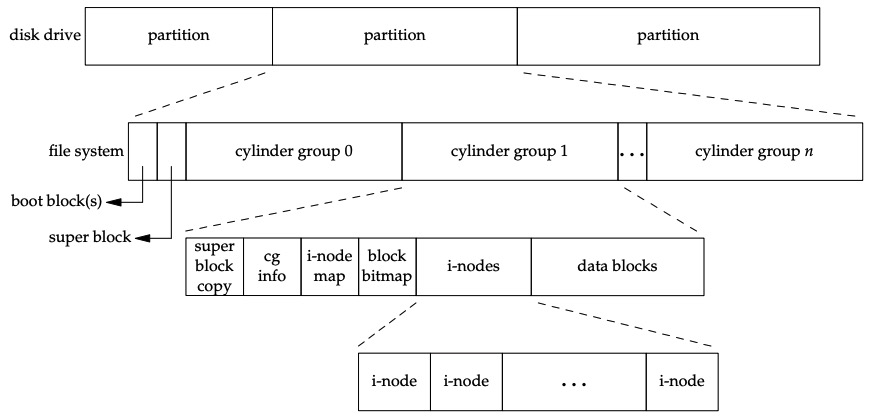 disk drive
partition
partition
partition
file system
cylinder group 0
cylinder group 1
...
cylinder group n
boot block(s)
super block
super
block
copy
cg
info
i-node
map
block
bitmap
i-nodes
data blocks
i-node
i-node
...
i-node